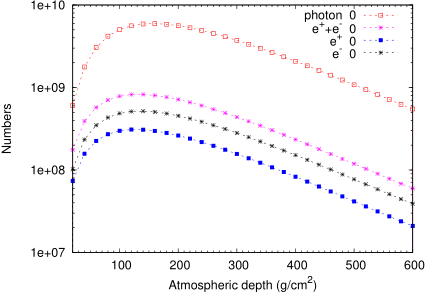 1e+10
1e+09
1e+08
1e+07
Numbers
photon 0
e⁺+e⁻ 0
e⁺ 0
e⁻ 0
100 200 300 400 500 600
Atmospheric depth (g/cm²)